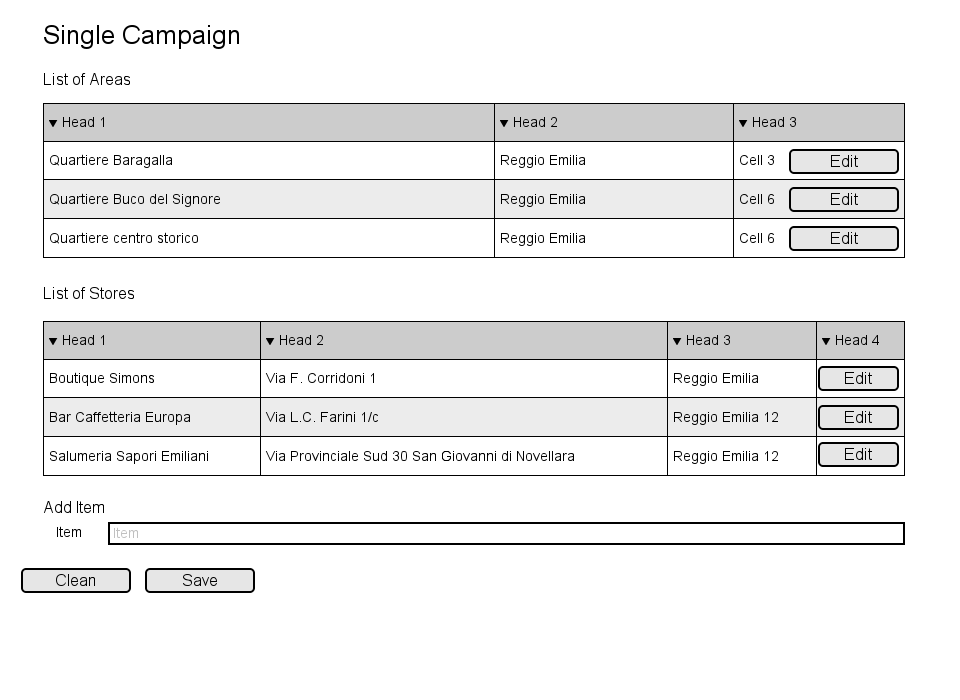 Single Campaign
List of Areas
Head 1 Head 2 Head 3
Quartiere Baragalla Reggio Emilia Cell 3 Edit
Quartiere Buco del Signore Reggio Emilia Cell 6 Edit
Quartiere centro storico Reggio Emilia Cell 6 Edit
List of Stores
Head 1 Head 2 Head 3 Head 4
Boutique Simons Via F. Corridoni 1 Reggio Emilia Edit
Bar Caffetteria Europa Via L.C. Farini 1/c Reggio Emilia 12 Edit
Salumeria Sapori Emiliani Via Provinciale Sud 30 San Giovanni di Novellara Reggio Emilia 12 Edit
Add Item
Item Item
Clean Save